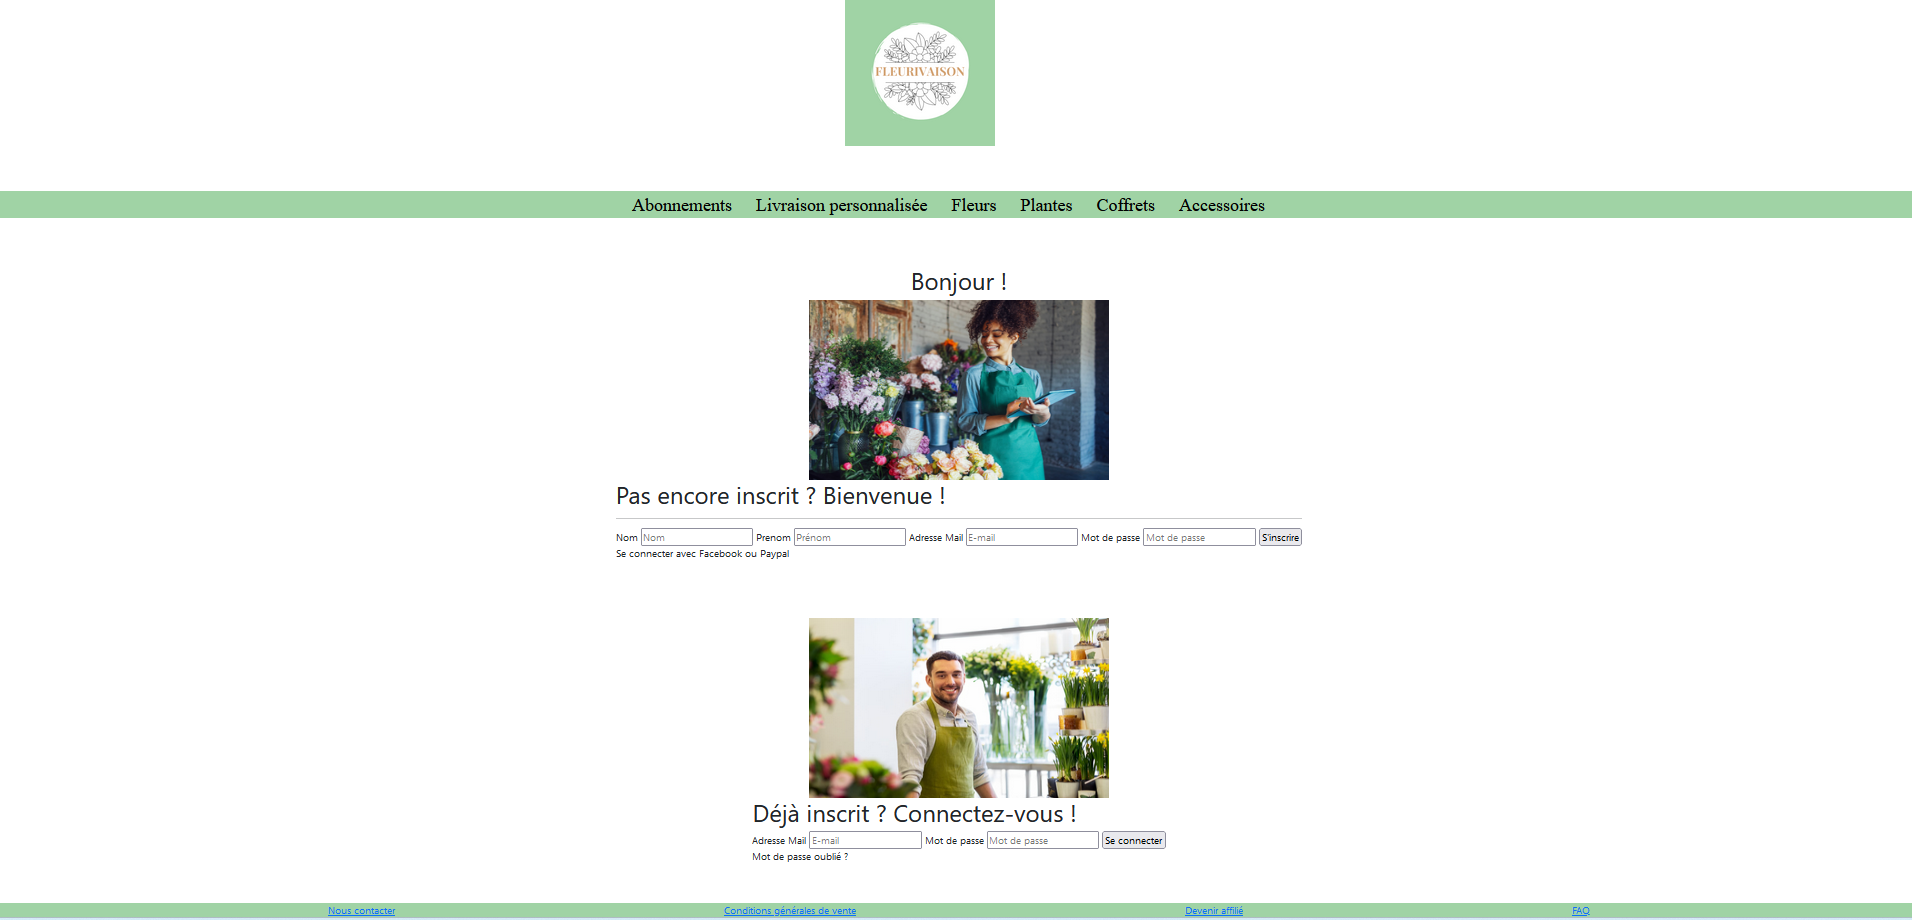 FLEURIVAISON
Abonnements Livraison personnalisée Fleurs Plantes Coffrets Accessoires
Bonjour !
Pas encore inscrit ? Bienvenue !
Nom Nom Prenom Prénom Adresse Mail E-mail Mot de passe Mot de passe S'inscrire
Se connecter avec Facebook ou Paypal
Déjà inscrit ? Connectez-vous !
Adresse Mail E-mail Mot de passe Mot de passe Se connecter
Mot de passe oublié ?
Nous contacter Conditions générales de vente Devenir affilié FAQ